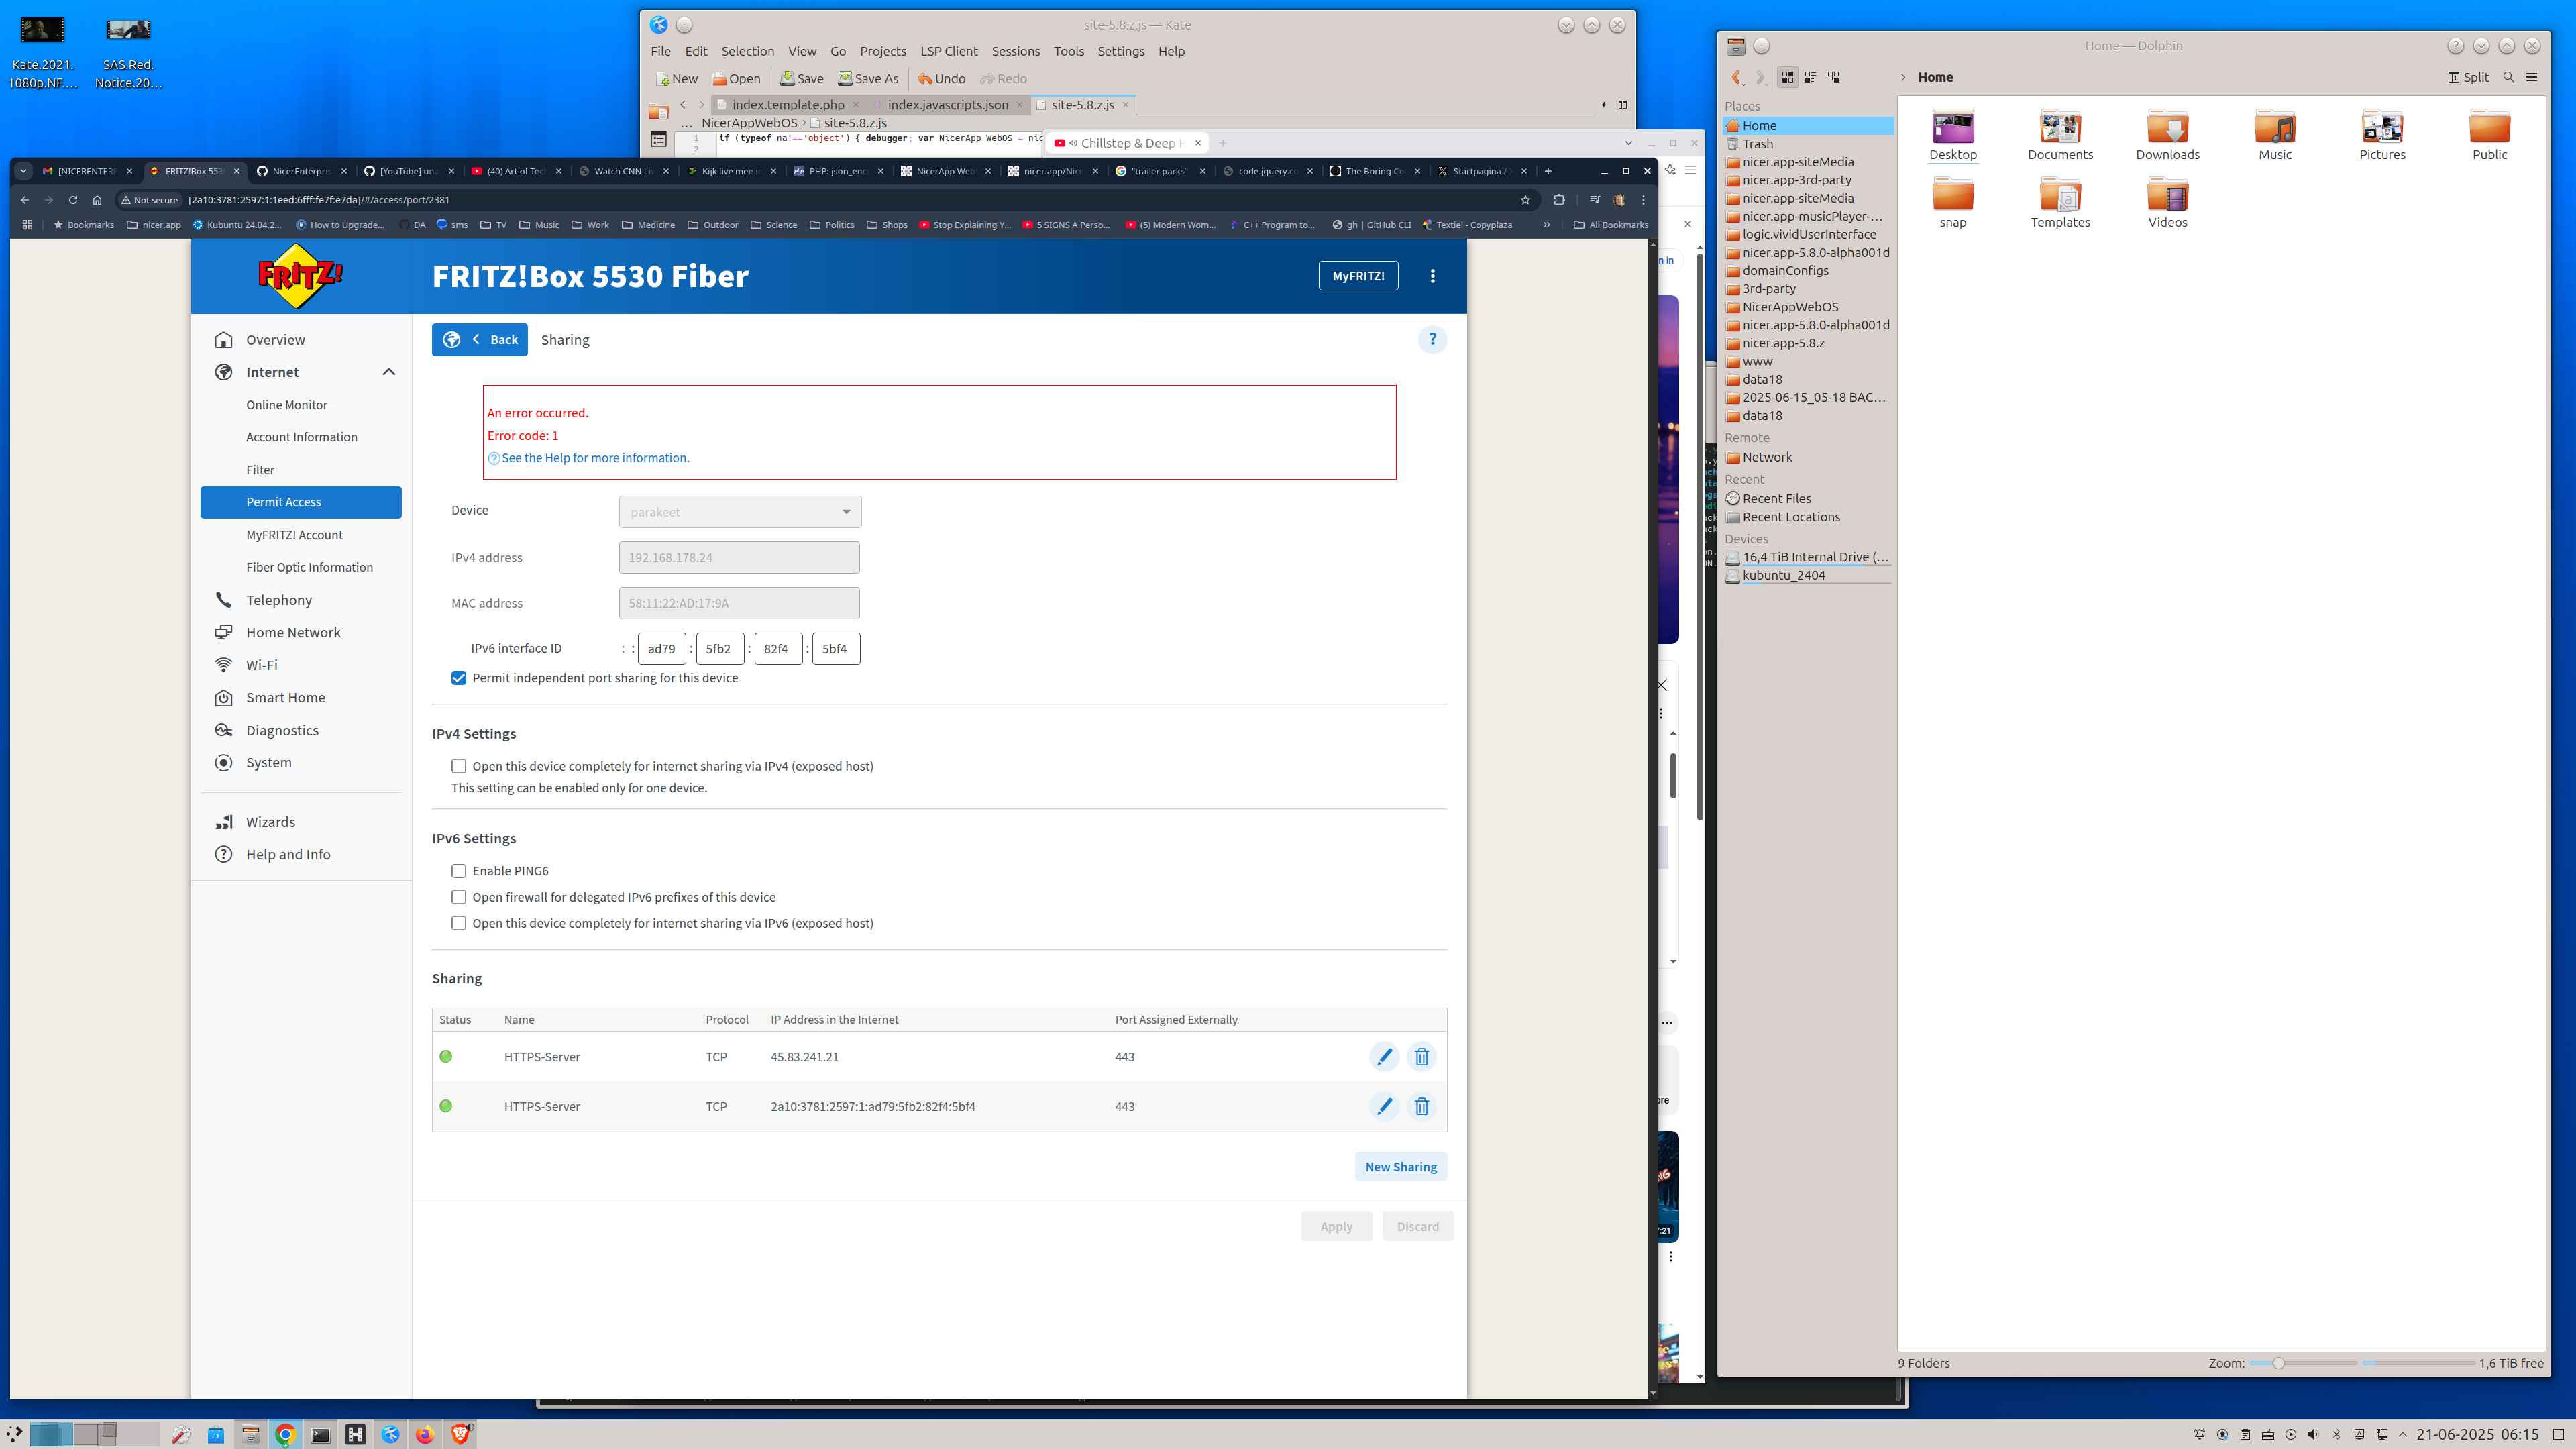 Kate.2021.
1080p.NF....
SAS.Red.
Notice.20...
site-5.8.z.js — Kate
File Edit Selection View Go Projects LSP Client Sessions Tools Settings Help
New Open Save Save As Undo Redo
index.template.php index.javascripts.json site-5.8.z.js
... NicerAppWebOS > site-5.8.z.js
1 if (typeof na!=='object') { debugger; var NicerApp_WebOS = nic
2
Chillstep & Deep H
[NICERENTERP FRITZ!Box 5530 NicerEnterpris [YouTube] una (40) Art of Tech Watch CNN Liv Kijk live mee in PHP: json_enco NicerApp Web nicer.app/Nice "trailer parks" code.jquery.co The Boring Co Startpagina / X
Not secure [2a10:3781:2597:1:1eed:6fff:fe7f:e7da]/#/access/port/2381
Bookmarks nicer.app Kubuntu 24.04.2... How to Upgrade... DA sms TV Music Work Medicine Outdoor Science Politics Shops Stop Explaining Y... 5 SIGNS A Perso... (5) Modern Wom... C++ Program to... gh | GitHub CLI Textiel - Copyplaza » All Bookmarks
FRITZ!
FRITZ!Box 5530 Fiber
MyFRITZ!
Overview
Internet
Online Monitor
Account Information
Filter
Permit Access
MyFRITZ! Account
Fiber Optic Information
Telephony
Home Network
Wi-Fi
Smart Home
Diagnostics
System
Wizards
Help and Info
Back Sharing ?
An error occurred.
Error code: 1
See the Help for more information.
Device parakeet
IPv4 address 192.168.178.24
MAC address 58:11:22:AD:17:9A
IPv6 interface ID : : ad79 : 5fb2 : 82f4 : 5bf4
Permit independent port sharing for this device
IPv4 Settings
Open this device completely for internet sharing via IPv4 (exposed host)
This setting can be enabled only for one device.
IPv6 Settings
Enable PING6
Open firewall for delegated IPv6 prefixes of this device
Open this device completely for internet sharing via IPv6 (exposed host)
Sharing
Status Name Protocol IP Address in the Internet Port Assigned Externally
HTTPS-Server TCP 45.83.241.21 443
HTTPS-Server TCP 2a10:3781:2597:1:ad79:5fb2:82f4:5bf4 443
New Sharing
Apply Discard
n in
ore
7:21
Home — Dolphin
Home
Split
Places
Home
Trash
nicer.app-siteMedia
nicer.app-3rd-party
nicer.app-siteMedia
nicer.app-musicPlayer-...
logic.vividUserInterface
nicer.app-5.8.0-alpha001d
domainConfigs
3rd-party
NicerAppWebOS
nicer.app-5.8.0-alpha001d
nicer.app-5.8.z
www
data18
2025-06-15_05-18 BAC...
data18
Remote
Network
Recent
Recent Files
Recent Locations
Devices
16,4 TiB Internal Drive (...
kubuntu_2404
Desktop Documents Downloads Music Pictures Public
snap Templates Videos
9 Folders
Zoom:
1,6 TiB free
21-06-2025 06:15